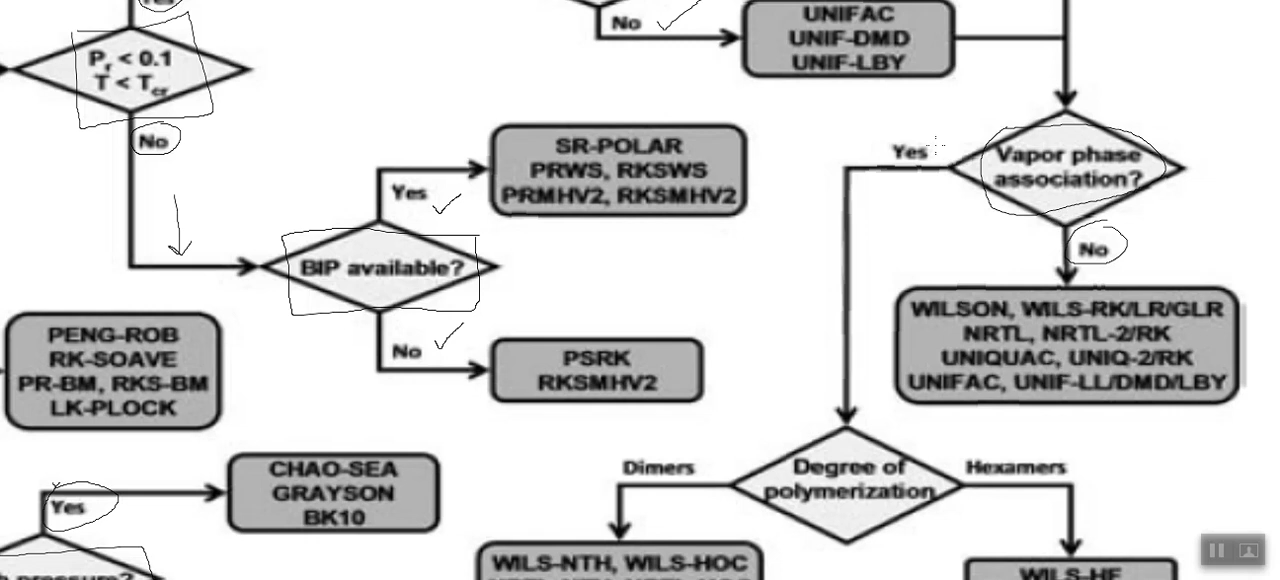 Yes
No
UNIFAC
UNIF-DMD
UNIF-LBY
Pr < 0.1
T < Tcr
No
SR-POLAR
PRWS, RKSWS
PRMHV2, RKSMHV2
Yes
Yes
Vapor phase
association?
No
BIP available?
WILSON, WILS-RK/LR/GLR
NRTL, NRTL-2/RK
UNIQUAC, UNIQ-2/RK
UNIFAC, UNIF-LL/DMD/LBY
PENG-ROB
RK-SOAVE
PR-BM, RKS-BM
LK-PLOCK
No
PSRK
RKSMHV2
CHAO-SEA
GRAYSON
BK10
Yes
Dimers
Degree of
polymerization
Hexamers
WILS-NTH, WILS-HOC
WILS-HF
pressure?